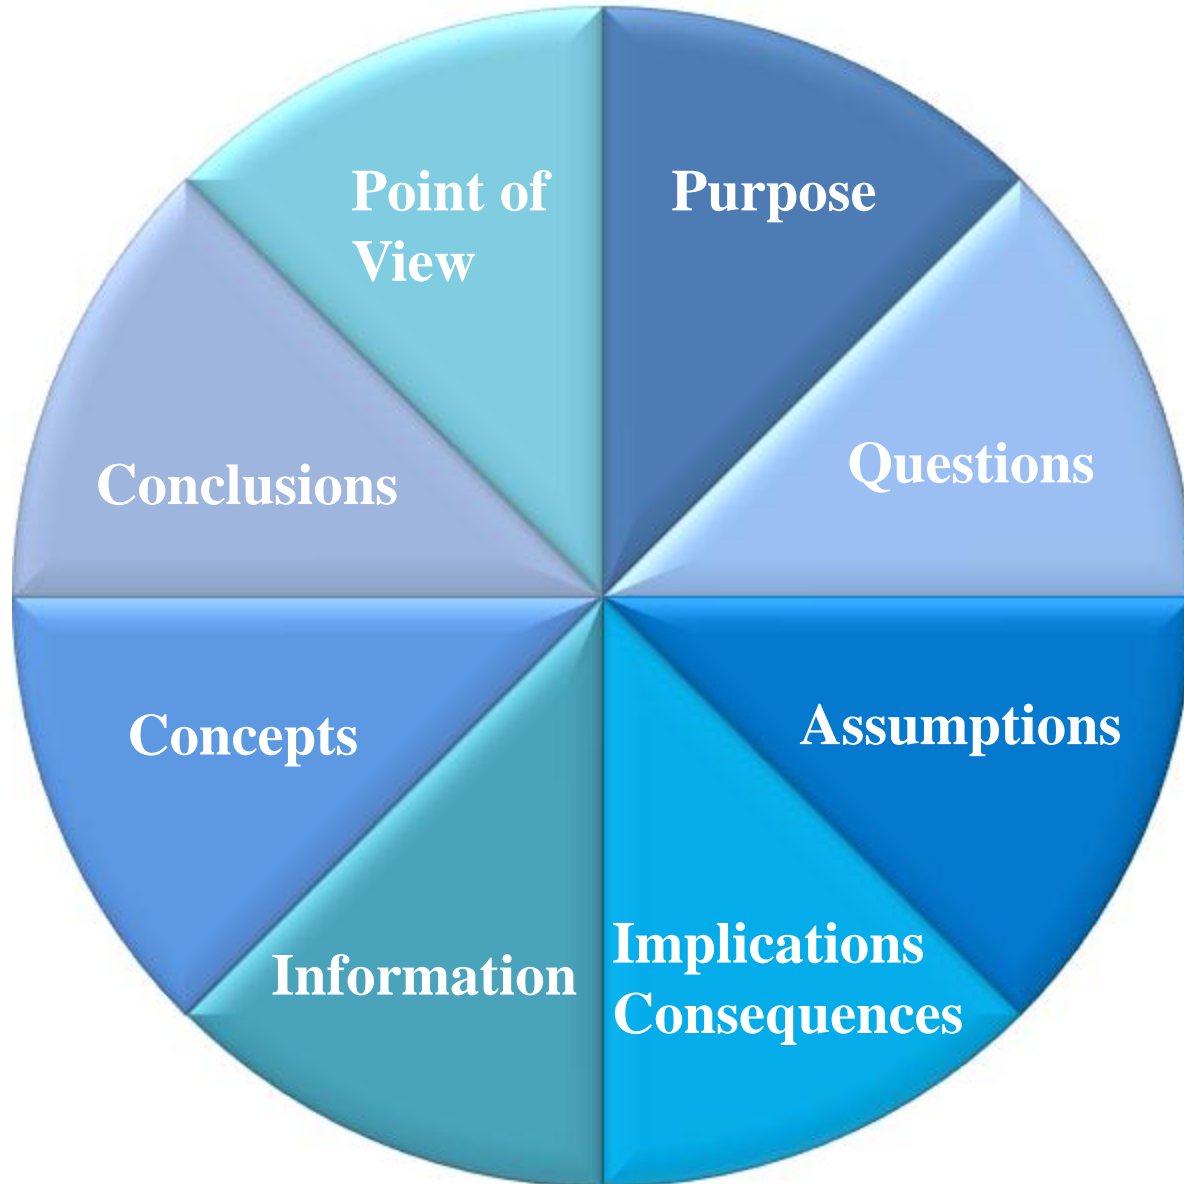 Point of
View
Purpose
Questions
Assumptions
Implications
Consequences
Information
Concepts
Conclusions